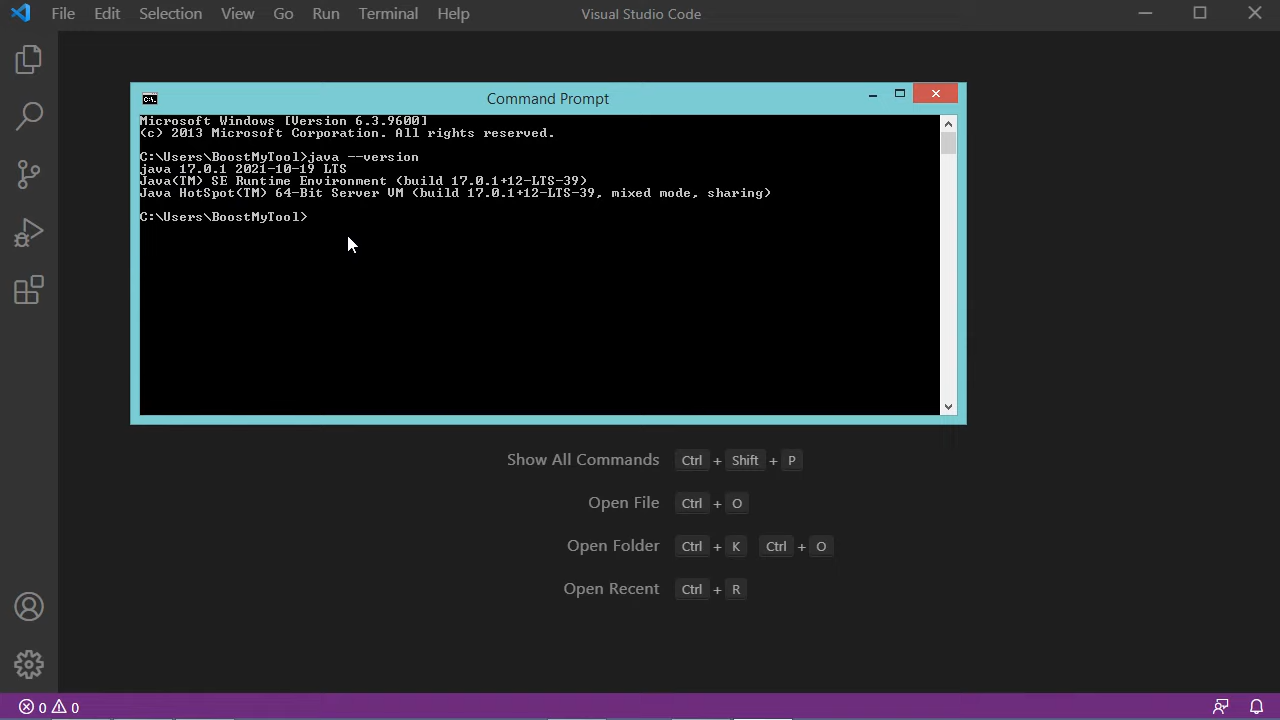 File Edit Selection View Go Run Terminal Help Visual Studio Code
Command Prompt
Microsoft Windows [Version 6.3.9600]
(c) 2013 Microsoft Corporation. All rights reserved.
C:\Users\BoostMyTool>java --version
java 17.0.1 2021-10-19 LTS
Java(TM) SE Runtime Environment (build 17.0.1+12-LTS-39)
Java HotSpot(TM) 64-Bit Server VM (build 17.0.1+12-LTS-39, mixed mode, sharing)
C:\Users\BoostMyTool>
Show All Commands Ctrl + Shift + P
Open File Ctrl + O
Open Folder Ctrl + K Ctrl + O
Open Recent Ctrl + R
0 0